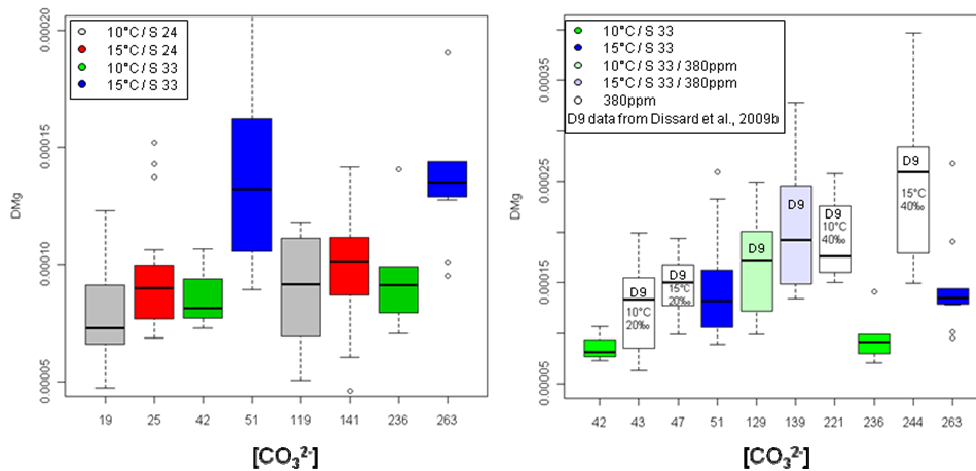 0.00020
0.00015
0.00010
0.00005
DMg
10°C / S 24
15°C / S 24
10°C / S 33
15°C / S 33
19 25 42 51 119 141 236 263
[CO₃²⁻]
0.00035
0.00025
0.00015
0.00005
DMg
10°C / S 33
15°C / S 33
10°C / S 33 / 380ppm
15°C / S 33 / 380ppm
380ppm
D9 data from Dissard et al., 2009b
D9
10°C
20‰
D9
15°C
20‰
D9
D9
D9
10°C
40‰
D9
15°C
40‰
42 43 47 51 129 139 221 236 244 263
[CO₃²⁻]